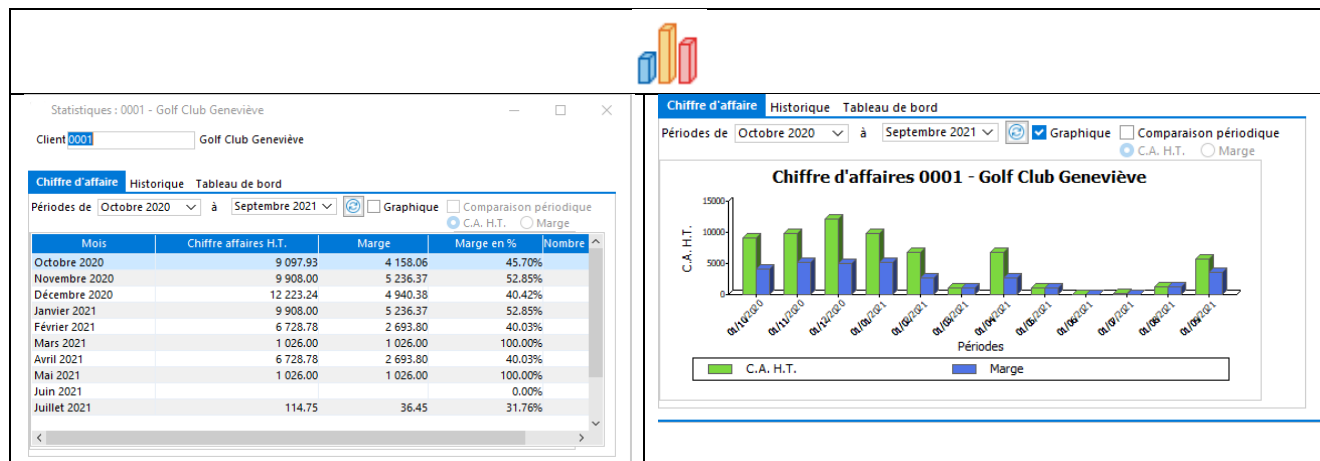 Statistiques : 0001 - Golf Club Geneviève
Client 0001 Golf Club Geneviève
Chiffre d'affaire Historique Tableau de bord
Périodes de Octobre 2020 à Septembre 2021 Graphique Comparaison périodique
C.A. H.T. Marge
Mois Chiffre affaires H.T. Marge Marge en % Nombre
Octobre 2020 9 097.93 4 158.06 45.70%
Novembre 2020 9 908.00 5 236.37 52.85%
Décembre 2020 12 223.24 4 940.38 40.42%
Janvier 2021 9 908.00 5 236.37 52.85%
Février 2021 6 728.78 2 693.80 40.03%
Mars 2021 1 026.00 1 026.00 100.00%
Avril 2021 6 728.78 2 693.80 40.03%
Mai 2021 1 026.00 1 026.00 100.00%
Juin 2021 0.00%
Juillet 2021 114.75 36.45 31.76%
Chiffre d'affaire Historique Tableau de bord
Périodes de Octobre 2020 à Septembre 2021 Graphique Comparaison périodique
C.A. H.T. Marge
Chiffre d'affaires 0001 - Golf Club Geneviève
C.A. H.T.
15000
10000
5000
0
01/10/2020 01/11/2020 01/12/2020 01/01/2021 01/02/2021 01/03/2021 01/04/2021 01/05/2021 01/06/2021 01/07/2021 01/08/2021 01/09/2021
Périodes
C.A. H.T. Marge